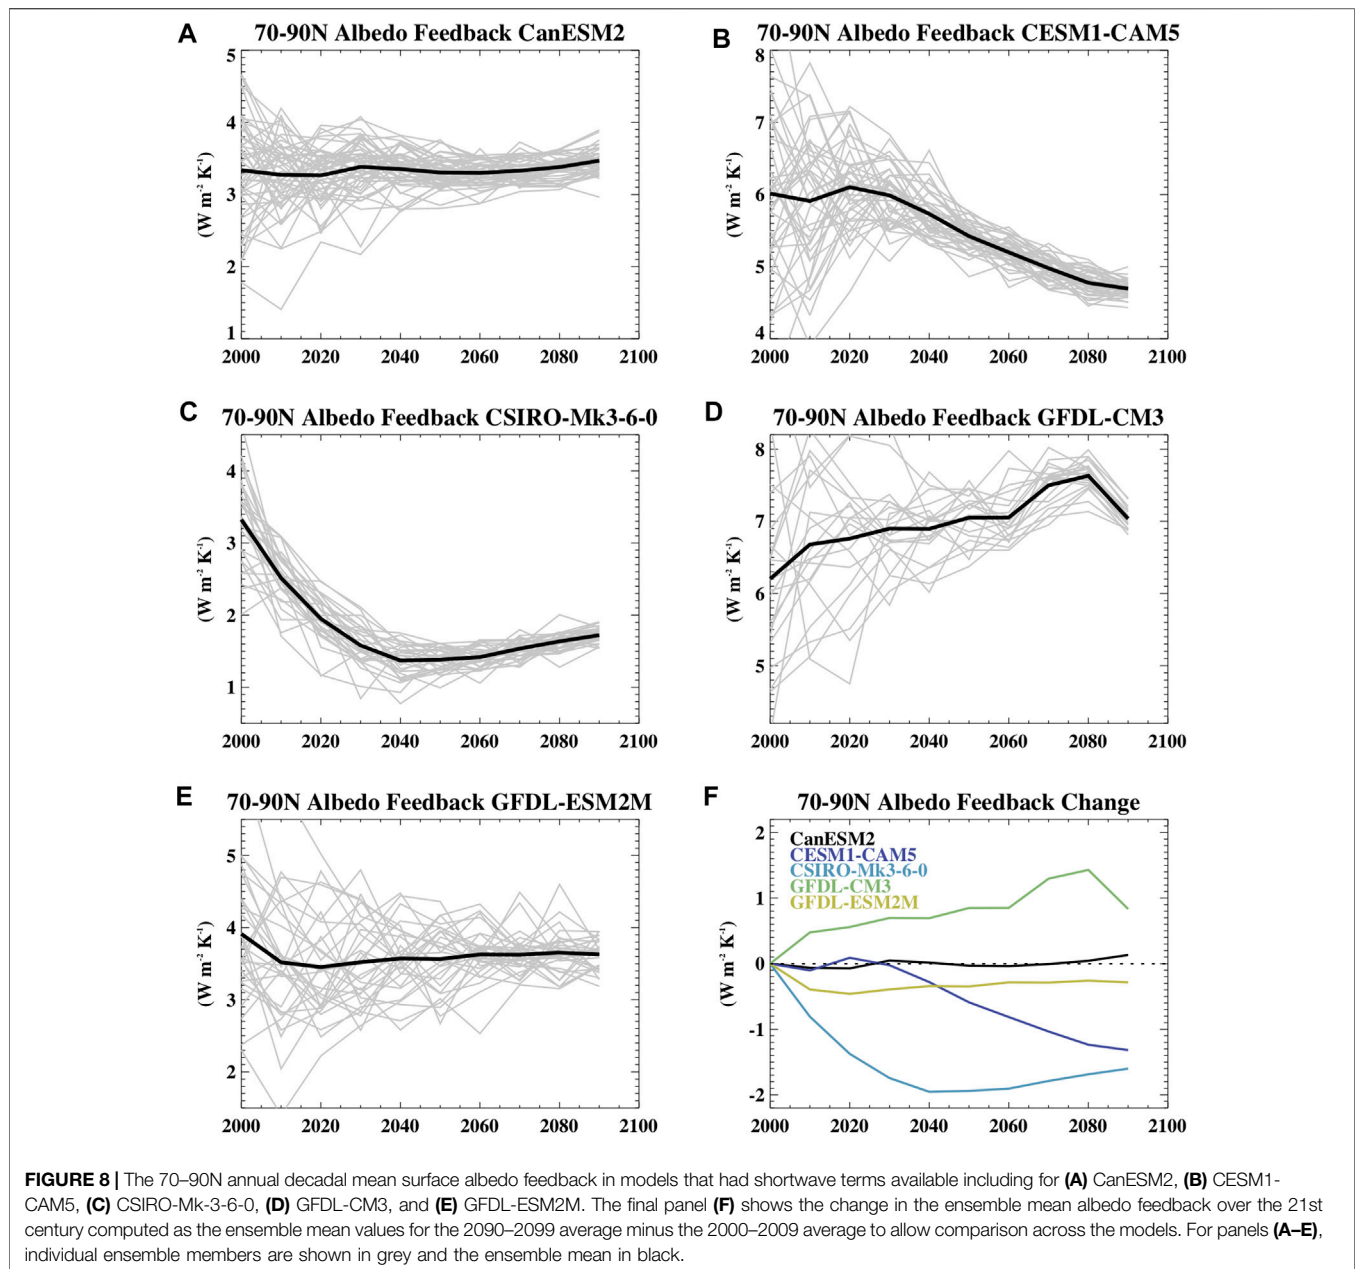 A
70-90N Albedo Feedback CanESM2
(W m-2 K-1)
5
4
3
2
1
2000 2020 2040 2060 2080 2100
B
70-90N Albedo Feedback CESM1-CAM5
(W m-2 K-1)
8
7
6
5
4
2000 2020 2040 2060 2080 2100
C
70-90N Albedo Feedback CSIRO-Mk3-6-0
(W m-2 K-1)
4
3
2
1
2000 2020 2040 2060 2080 2100
D
70-90N Albedo Feedback GFDL-CM3
(W m-2 K-1)
8
7
6
5
2000 2020 2040 2060 2080 2100
E
70-90N Albedo Feedback GFDL-ESM2M
(W m-2 K-1)
5
4
3
2
2000 2020 2040 2060 2080 2100
F
70-90N Albedo Feedback Change
(W m-2 K-1)
2
1
0
-1
-2
CanESM2
CESM1-CAM5
CSIRO-Mk3-6-0
GFDL-CM3
GFDL-ESM2M
2000 2020 2040 2060 2080 2100
FIGURE 8 | The 70–90N annual decadal mean surface albedo feedback in models that had shortwave terms available including for (A) CanESM2, (B) CESM1-
CAM5, (C) CSIRO-Mk-3-6-0, (D) GFDL-CM3, and (E) GFDL-ESM2M. The final panel (F) shows the change in the ensemble mean albedo feedback over the 21st
century computed as the ensemble mean values for the 2090–2099 average minus the 2000–2009 average to allow comparison across the models. For panels (A–E),
individual ensemble members are shown in grey and the ensemble mean in black.